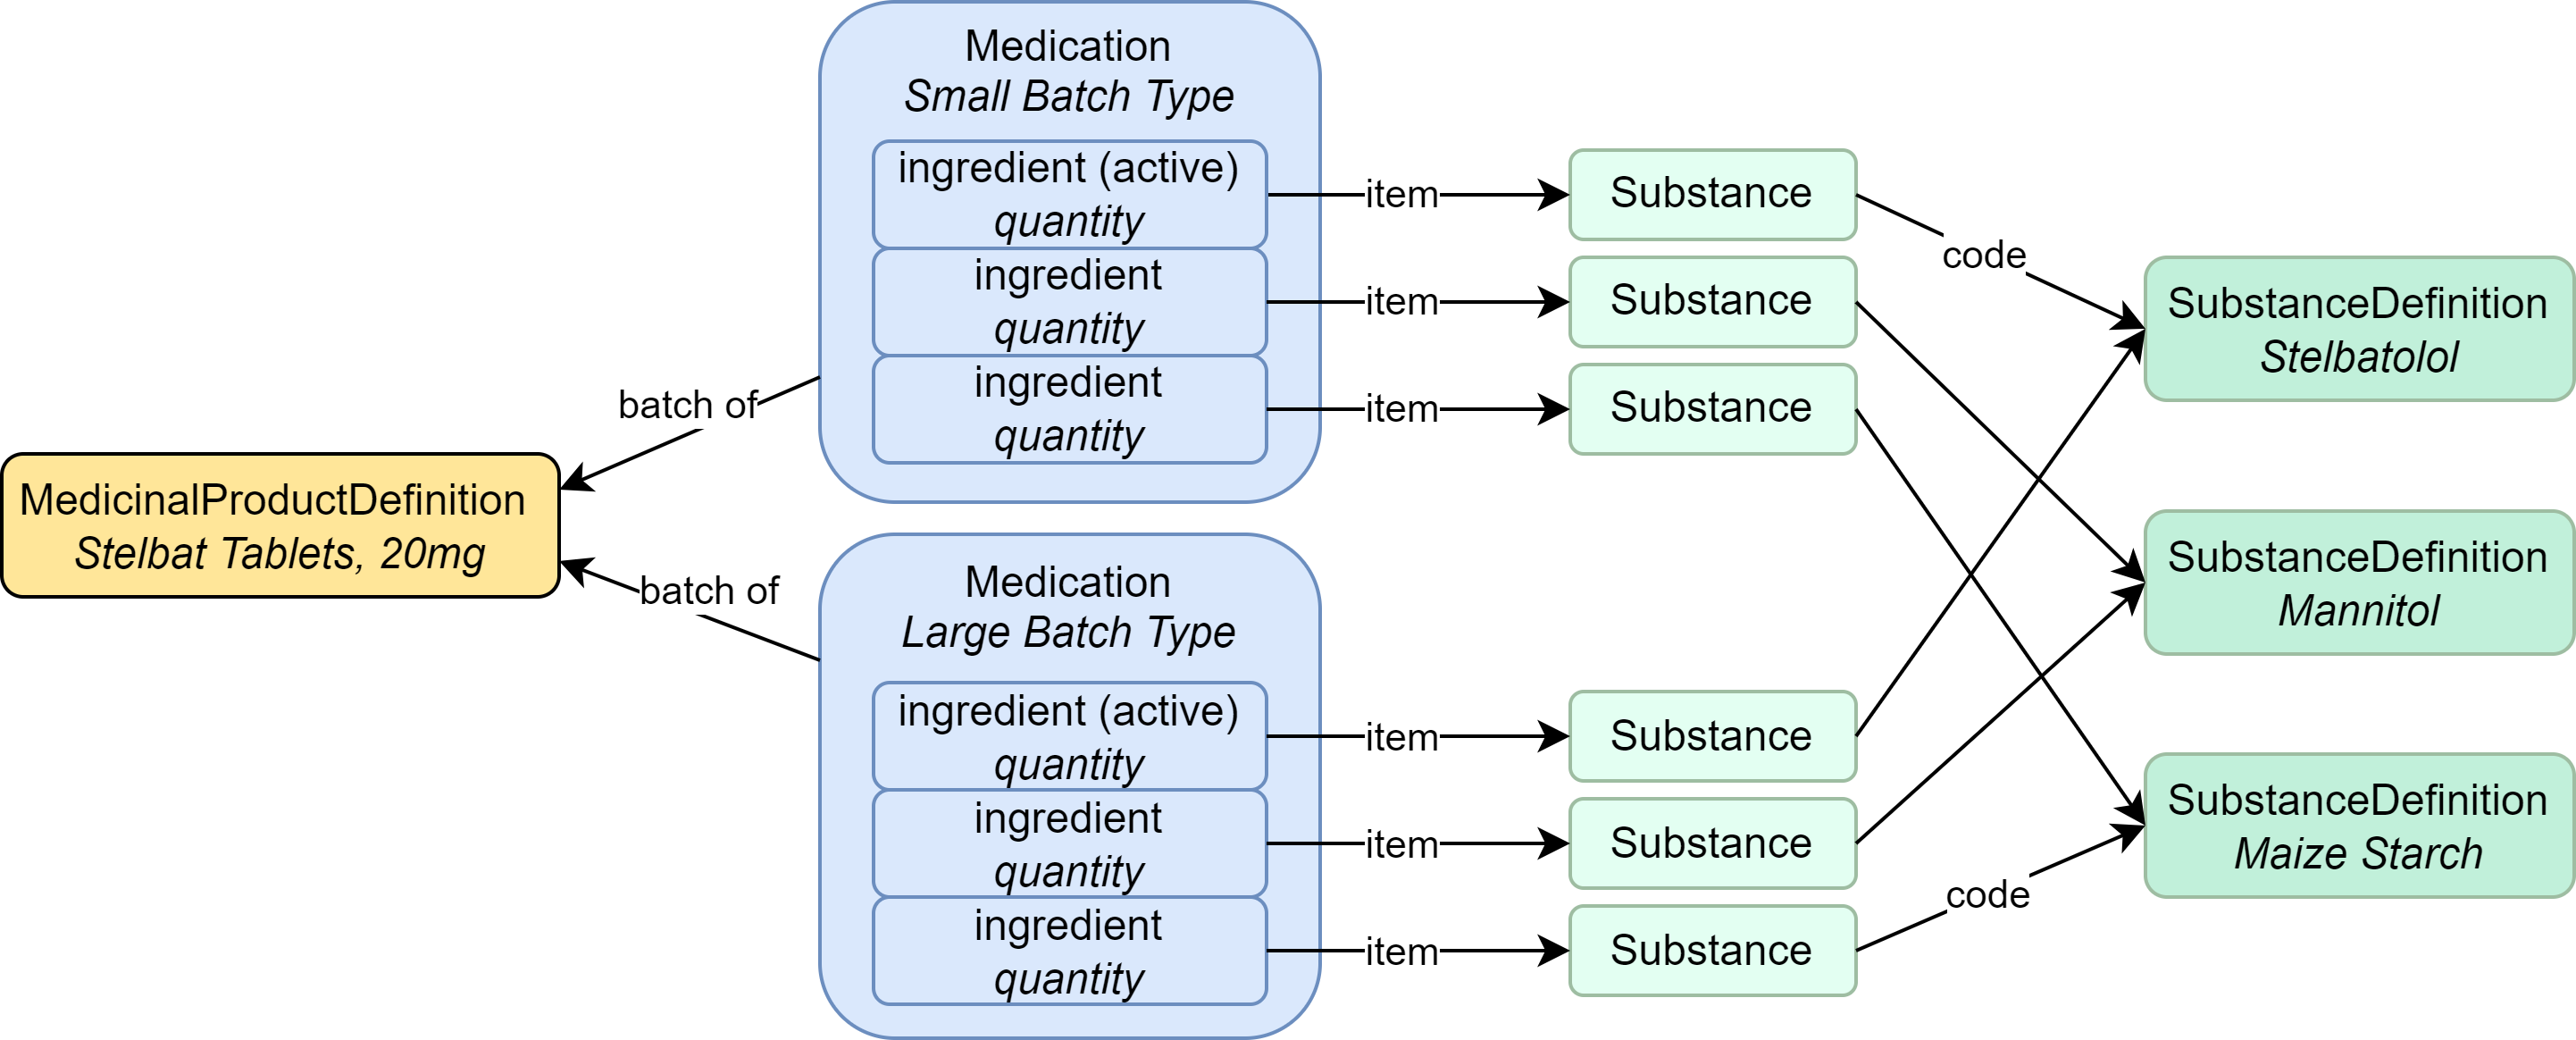 Medication
Small Batch Type
ingredient (active)
quantity
ingredient
quantity
ingredient
quantity
item
item
item
Substance
Substance
Substance
code
SubstanceDefinition
Stelbatolol
batch of
MedicinalProductDefinition
Stelbat Tablets, 20mg
batch of
SubstanceDefinition
Mannitol
Medication
Large Batch Type
ingredient (active)
quantity
ingredient
quantity
ingredient
quantity
item
item
item
Substance
Substance
Substance
code
SubstanceDefinition
Maize Starch